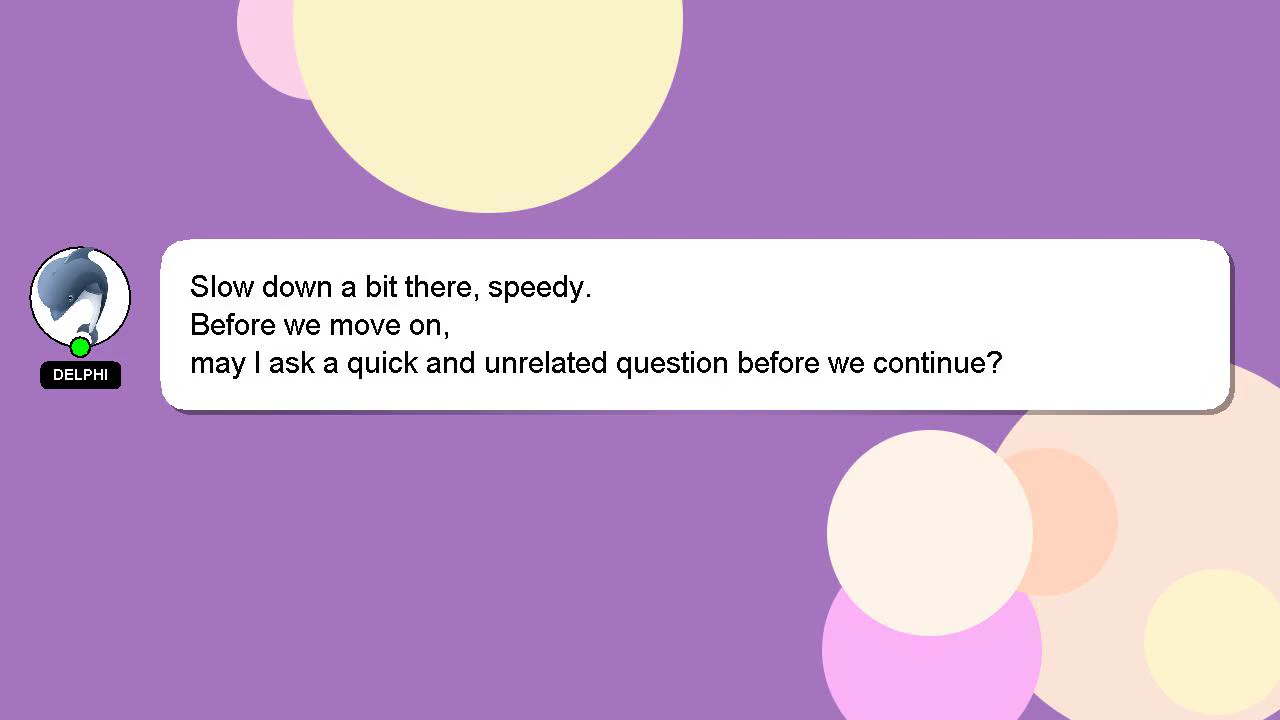 Slow down a bit there, speedy.
Before we move on,
may I ask a quick and unrelated question before we continue?
DELPHI